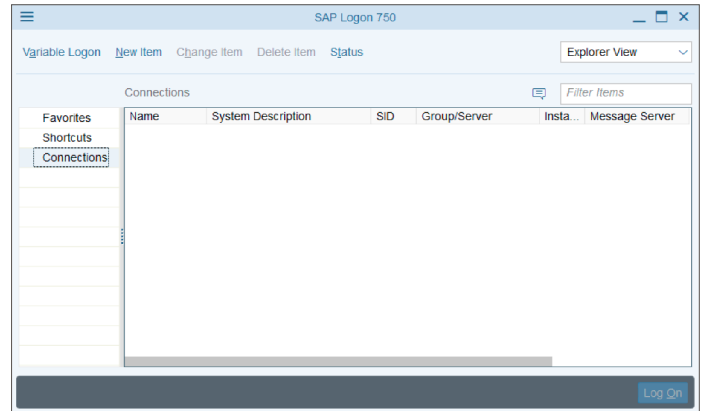 SAP Logon 750
Variable Logon New Item Change Item Delete Item Status Explorer View
Connections Filter Items
Favorites
Shortcuts
Connections
Name System Description SID Group/Server Insta... Message Server
Log On